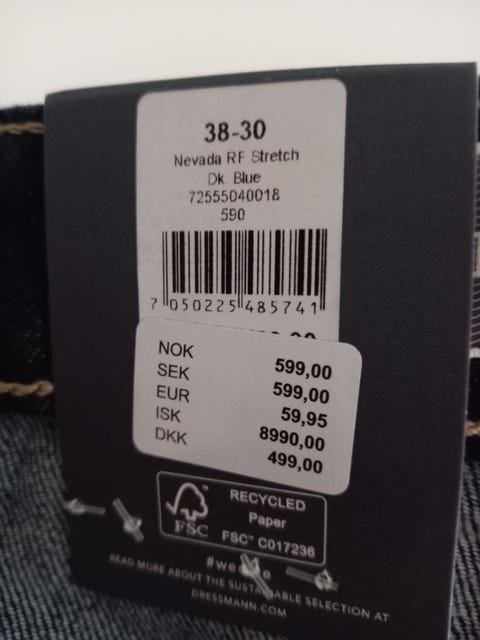 38-30
Nevada RF Stretch
Dk. Blue
72555040018
590
7 050225 485741
NOK 599,00
SEK 599,00
EUR 59,95
ISK 8990,00
DKK 499,00
FSC
RECYCLED
Paper
FSC™ C017236
READ MORE ABOUT THE SUSTAINABLE SELECTION AT
DRESSMANN.COM